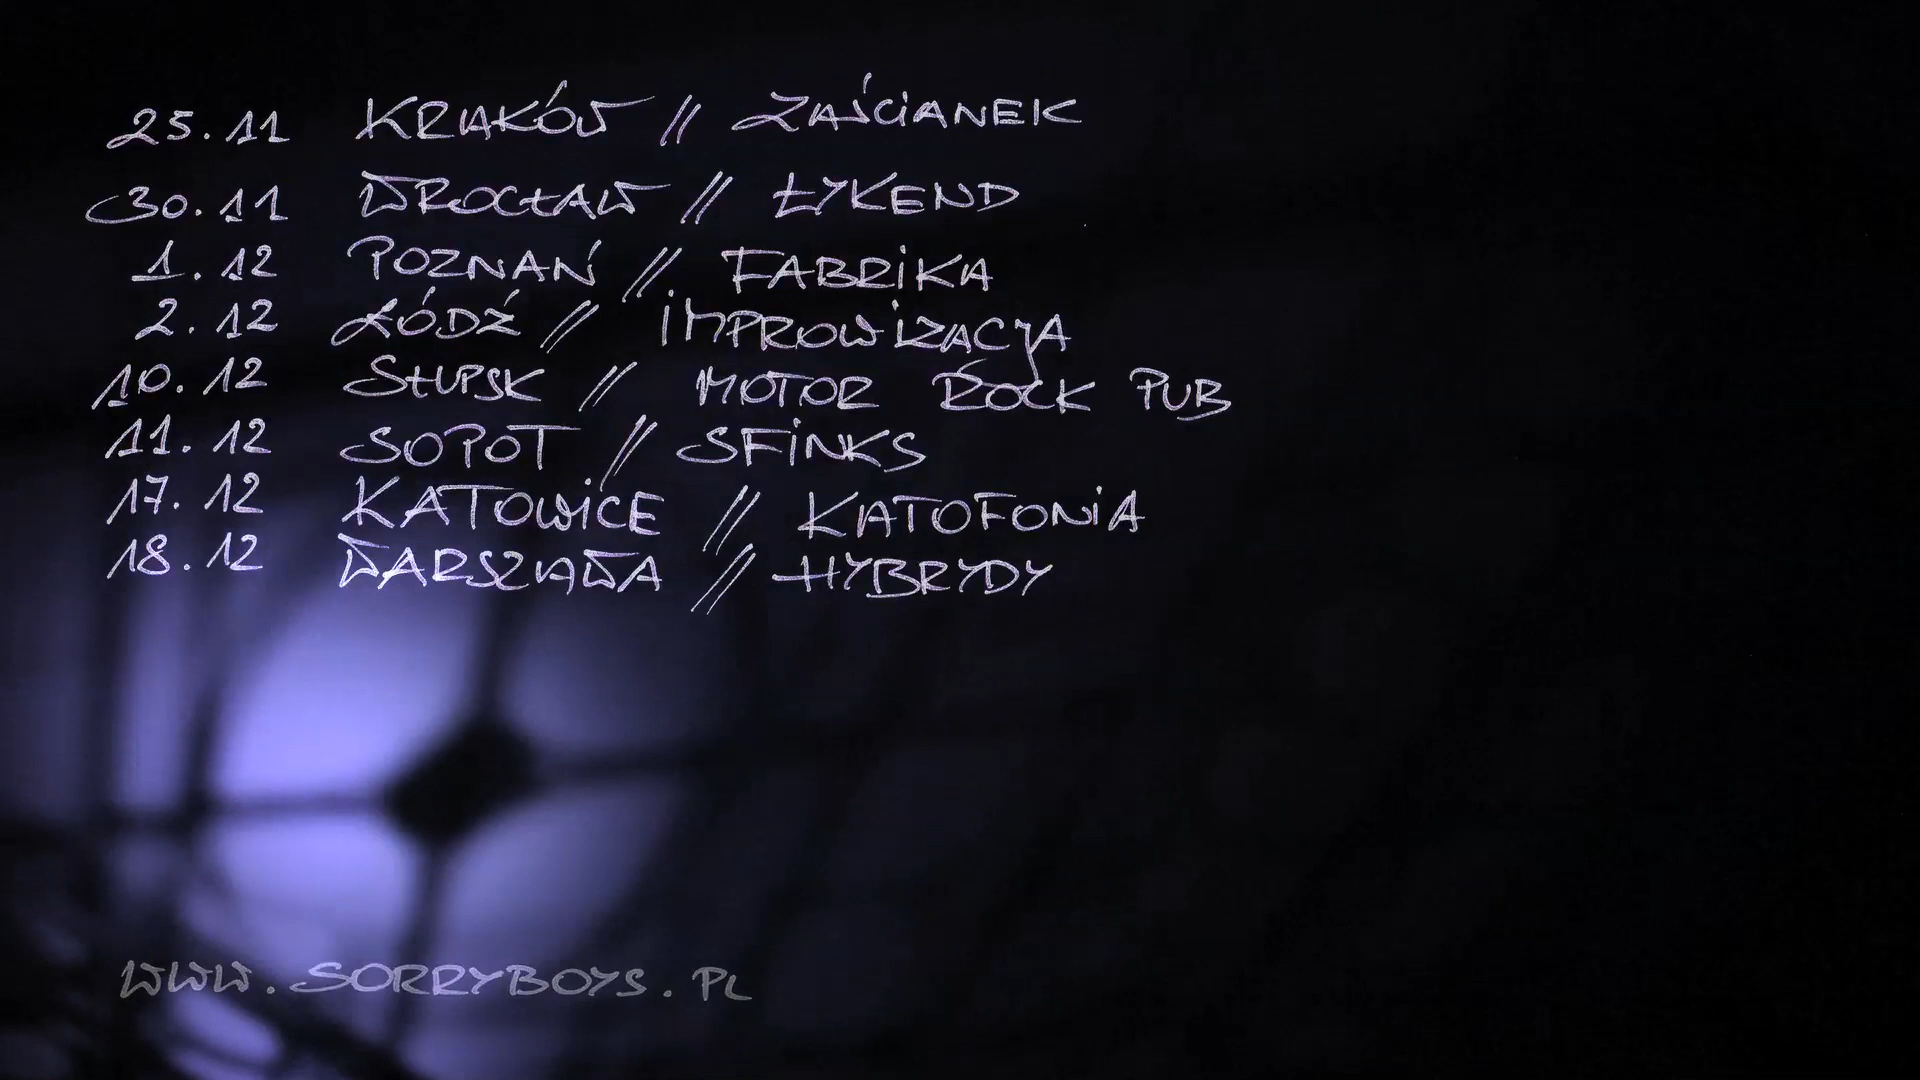 25.11 KRAKÓW // ZAŚCIANEK
30.11 WROCŁAW // ŁYKEND
1.12 POZNAŃ // FABRIKA
2.12 ŁÓDŹ // IMPROWIZACJA
10.12 SŁUPSK // MOTOR ROCK PUB
11.12 SOPOT // SFINKS
17.12 KATOWICE // KATOFONIA
18.12 WARSZAWA // HYBRYDY
WWW.SORRYBOYS.PL